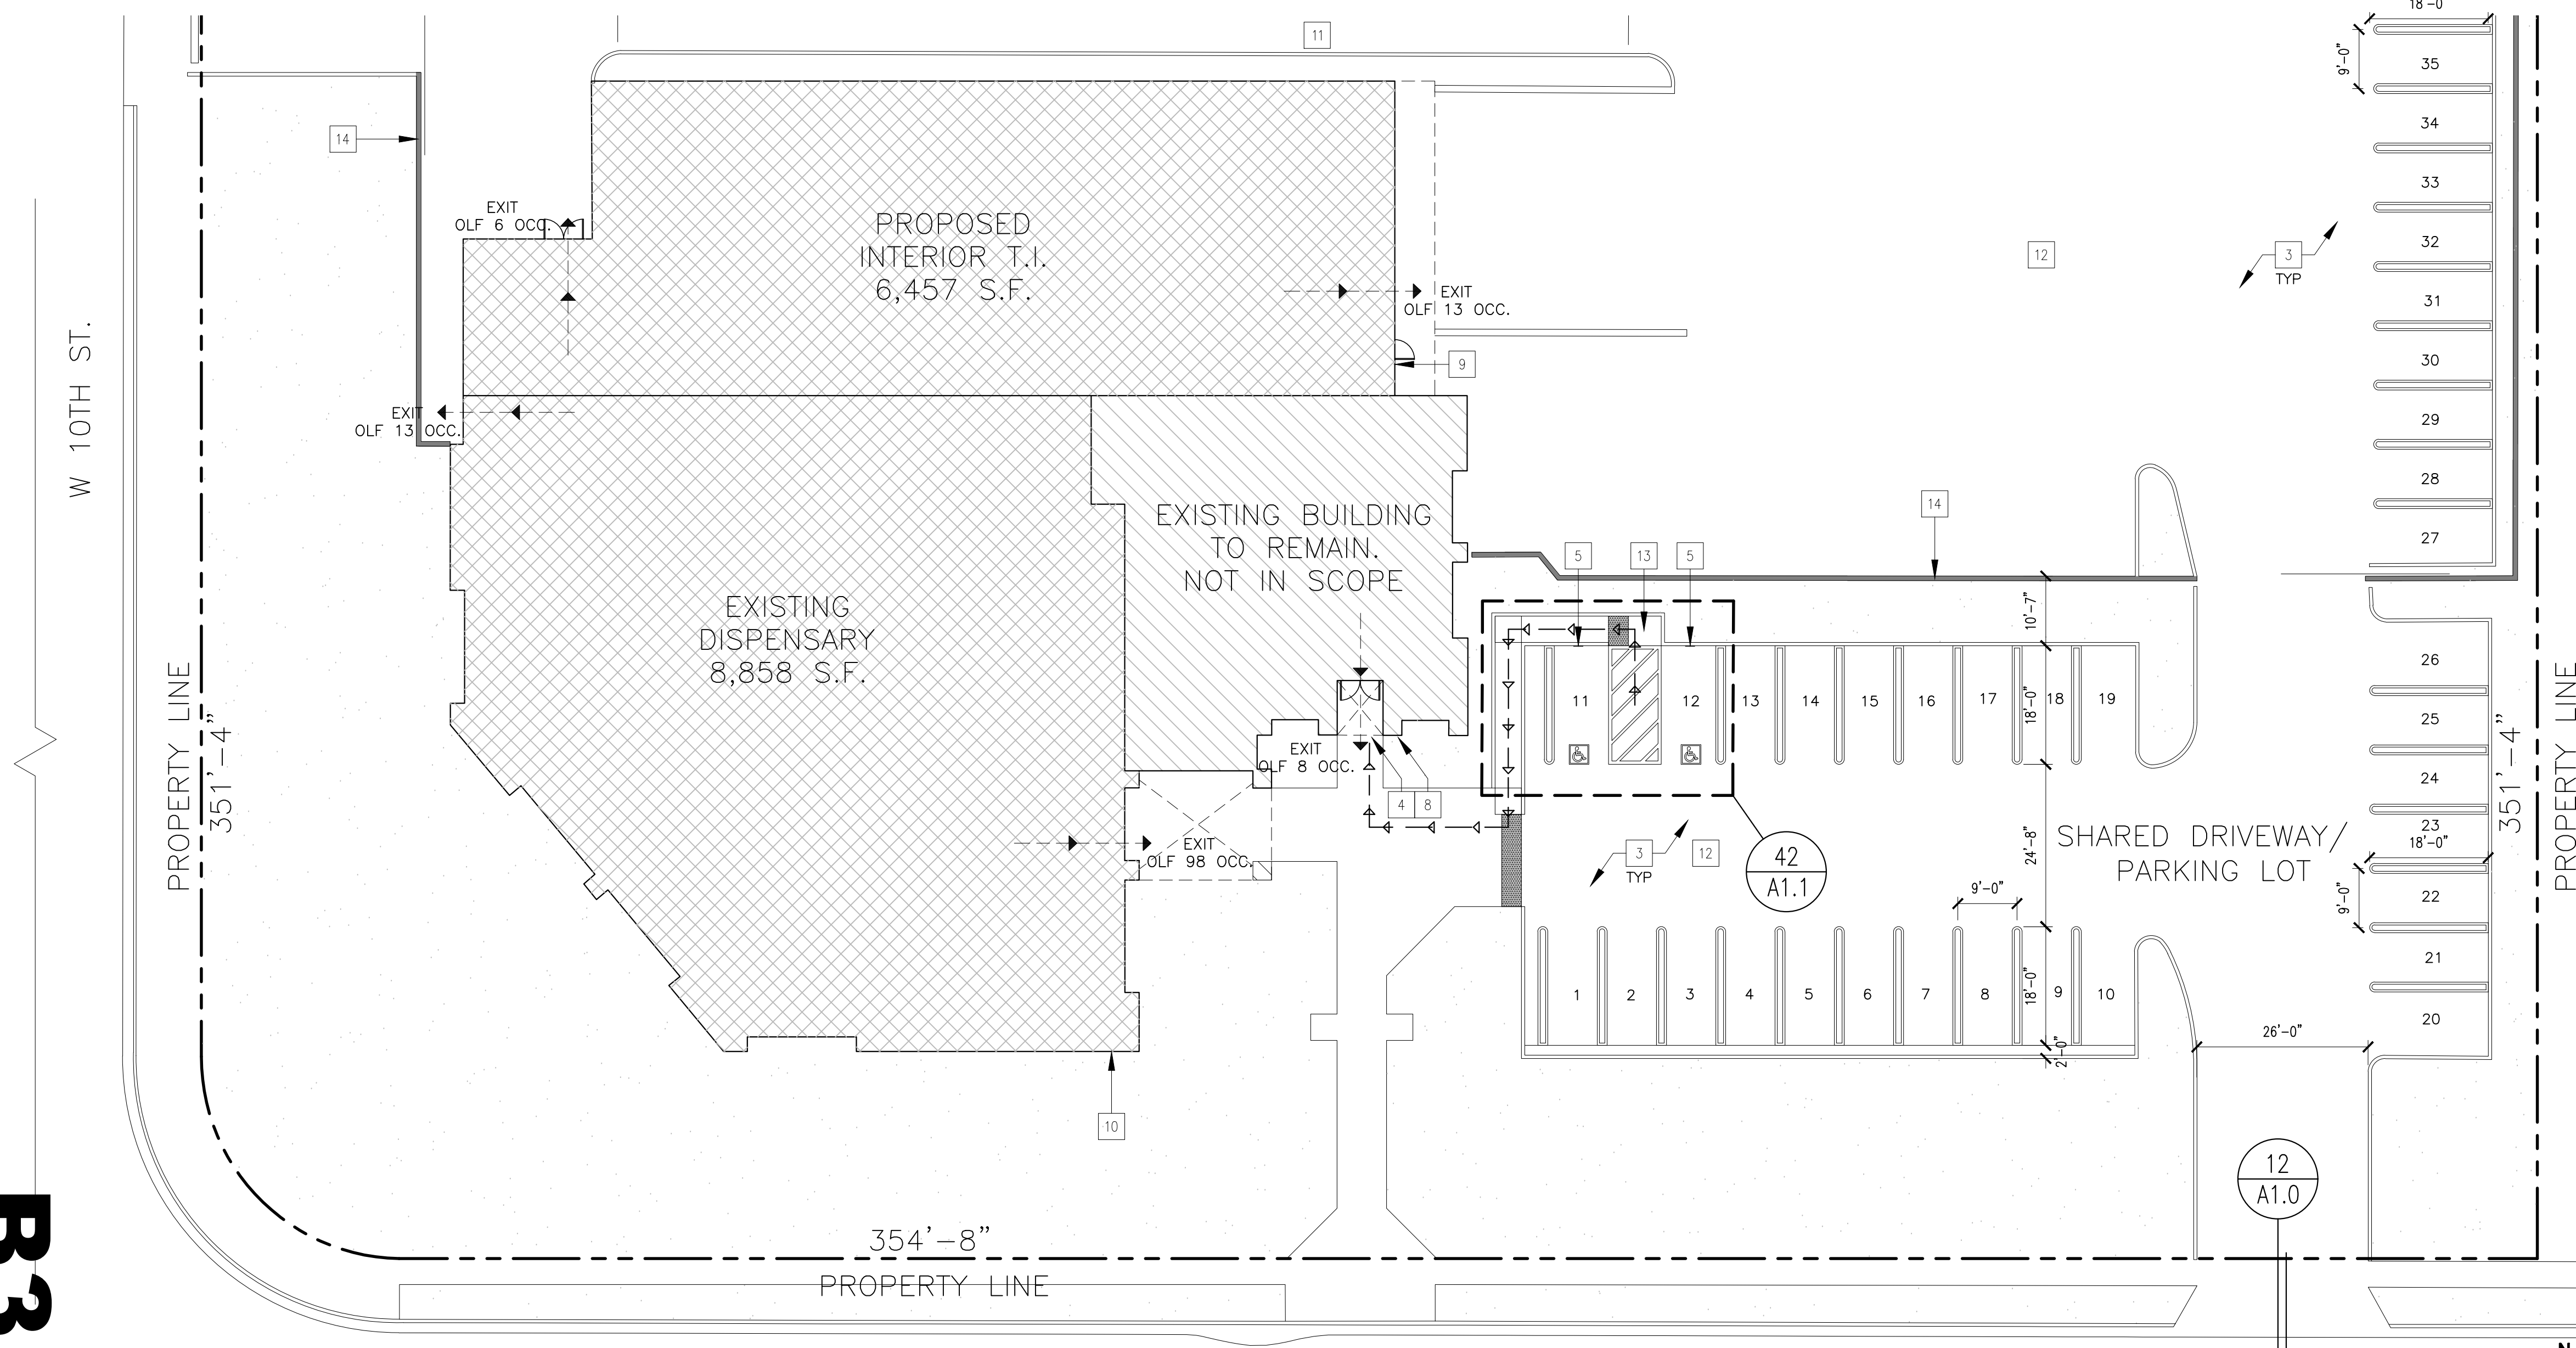 18'-0
11
9'-0"
35
34
33
32
31
30
29
28
27
14
EXIT
OLF 6 OCC.
PROPOSED
INTERIOR T.I.
6,457 S.F.
12
3
TYP
EXIT
OLF 13 OCC.
9
W 10TH ST.
EXIT
OLF 13 OCC.
EXISTING BUILDING
TO REMAIN.
NOT IN SCOPE
14
5
13
5
10'-7"
EXISTING
DISPENSARY
8,858 S.F.
PROPERTY LINE
351'-4"
11
12
13
14
15
16
17
18
19
18'-0"
26
25
24
23
18'-0"
9'-0"
22
21
20
351'-4"
PROPERTY LINE
EXIT
OLF 8 OCC.
4
8
EXIT
OLF 98 OCC.
3
TYP
12
42
A1.1
24'-8"
SHARED DRIVEWAY/
PARKING LOT
9'-0"
1
2
3
4
5
6
7
8
9
10
18'-0"
2'-0"
26'-0"
10
12
A1.0
354'-8"
PROPERTY LINE
B3